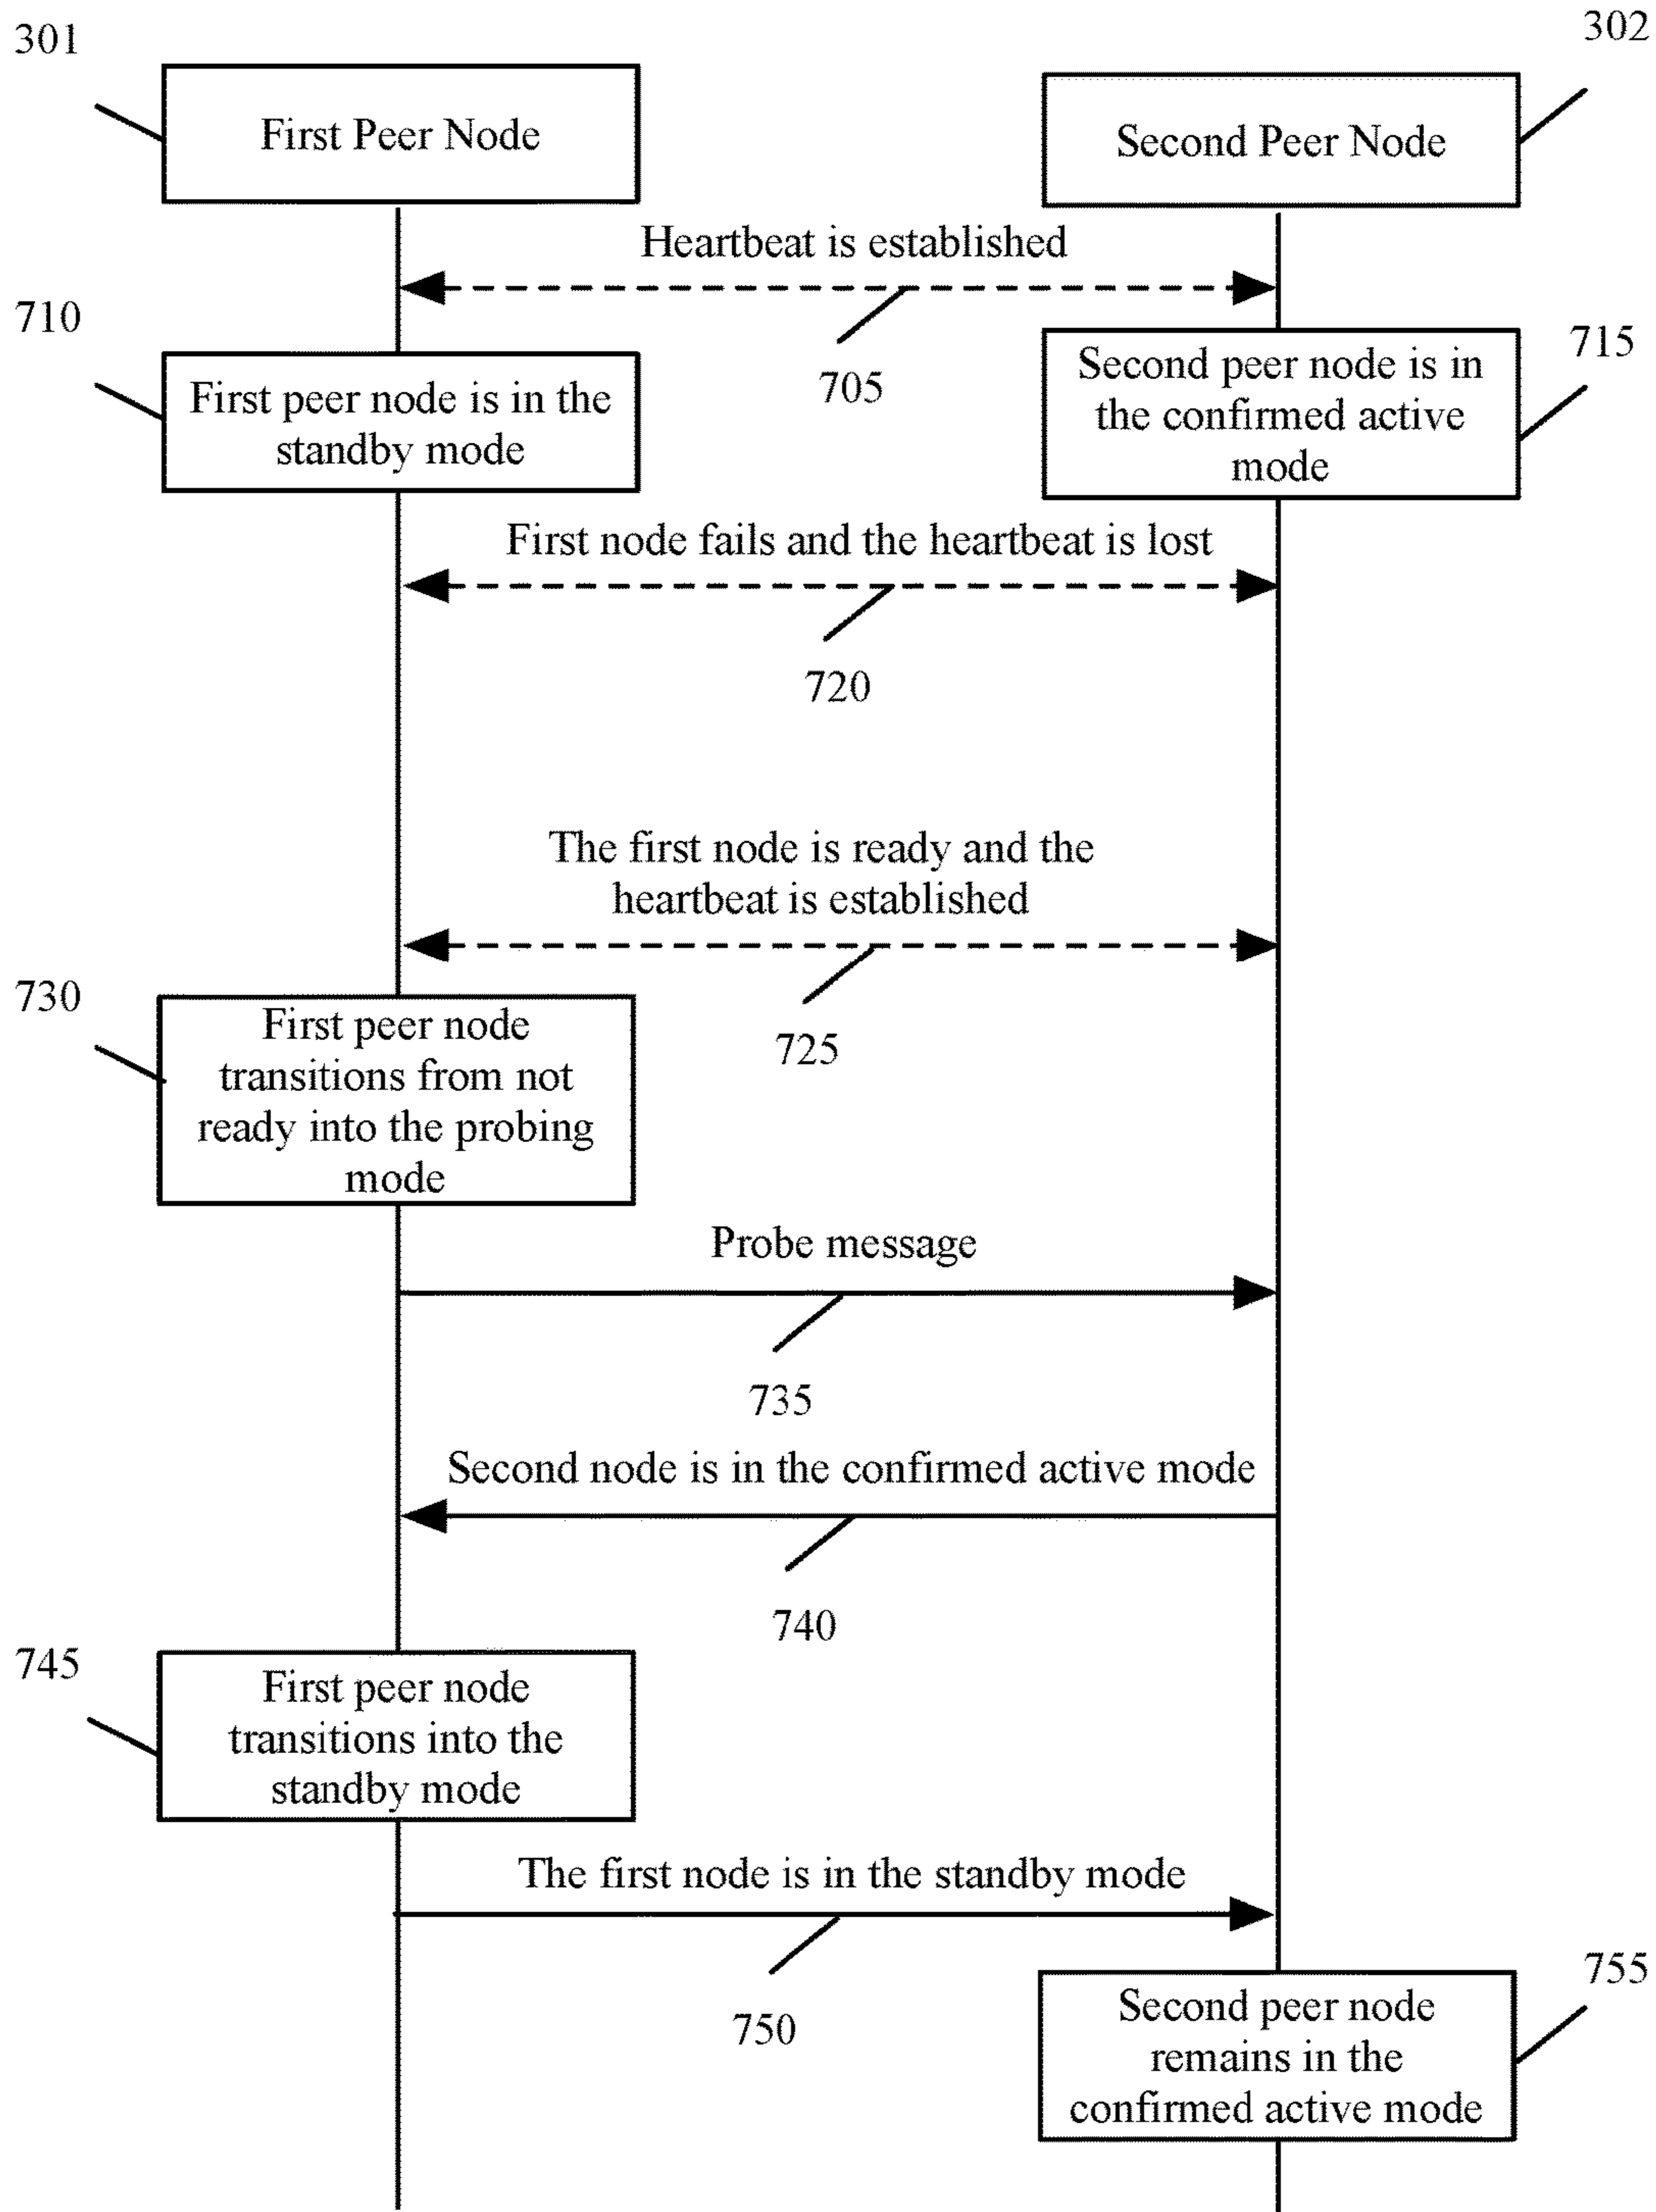 301
302
First Peer Node
Second Peer Node
Heartbeat is established
705
710
First peer node is in the
standby mode
715
Second peer node is in
the confirmed active
mode
First node fails and the heartbeat is lost
720
The first node is ready and the
heartbeat is established
725
730
First peer node
transitions from not
ready into the probing
mode
Probe message
735
Second node is in the confirmed active mode
740
745
First peer node
transitions into the
standby mode
The first node is in the standby mode
750
755
Second peer node
remains in the
confirmed active mode